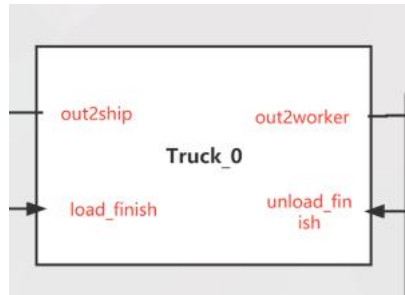 out2ship
out2worker
Truck_0
load_finish
unload_fin
ish